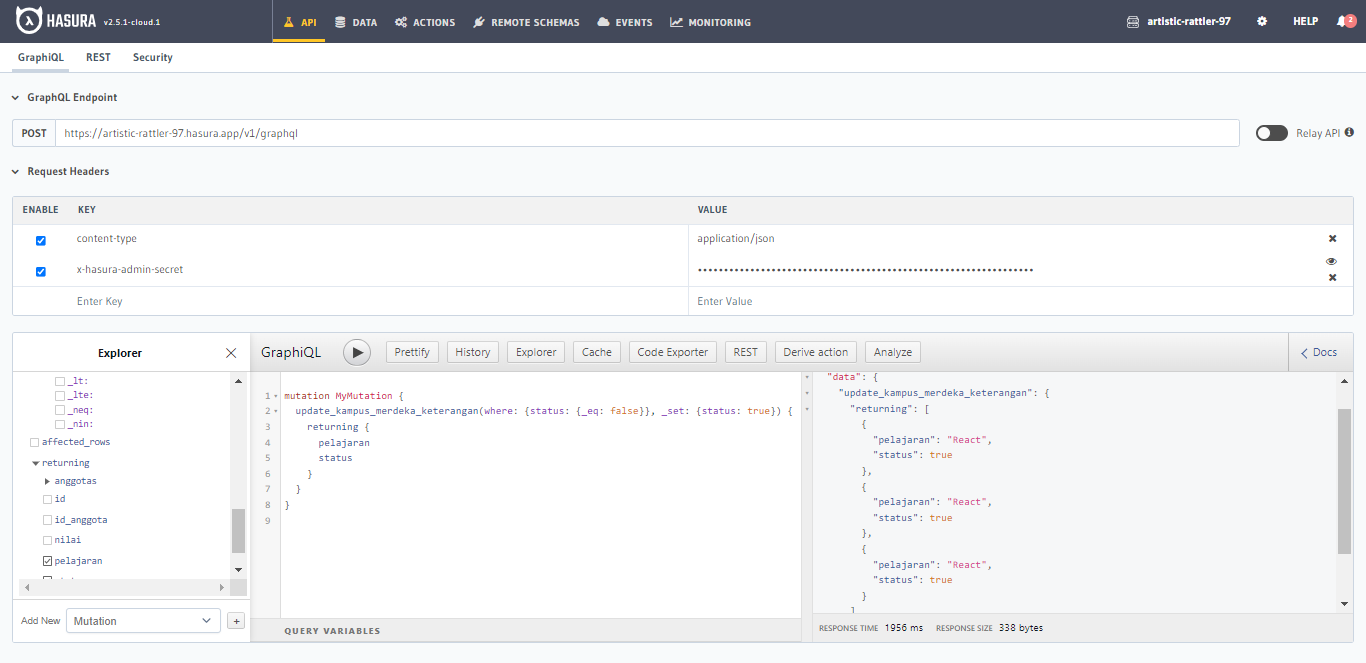 HASURA v2.5.1-cloud.1 API DATA ACTIONS REMOTE SCHEMAS EVENTS MONITORING artistic-rattler-97 HELP 2
GraphiQL REST Security
GraphQL Endpoint
POST https://artistic-rattler-97.hasura.app/v1/graphql Relay API
Request Headers
ENABLE KEY VALUE
content-type application/json
x-hasura-admin-secret ••••••••••••••••••••••••••••••••••••••••••••••••••••••••••••••••
Enter Key Enter Value
Explorer
_lt:
_lte:
_neq:
_nin:
affected_rows
returning
anggotas
id
id_anggota
nilai
pelajaran
Add New Mutation +
GraphiQL Prettify History Explorer Cache Code Exporter REST Derive action Analyze Docs
1 mutation MyMutation {
2 update_kampus_merdeka_keterangan(where: {status: {_eq: false}}, _set: {status: true}) {
3 returning {
4 pelajaran
5 status
6 }
7 }
8 }
9
QUERY VARIABLES
"data": {
"update_kampus_merdeka_keterangan": {
"returning": [
{
"pelajaran": "React",
"status": true
},
{
"pelajaran": "React",
"status": true
},
{
"pelajaran": "React",
"status": true
}
]
RESPONSE TIME 1956 ms RESPONSE SIZE 338 bytes